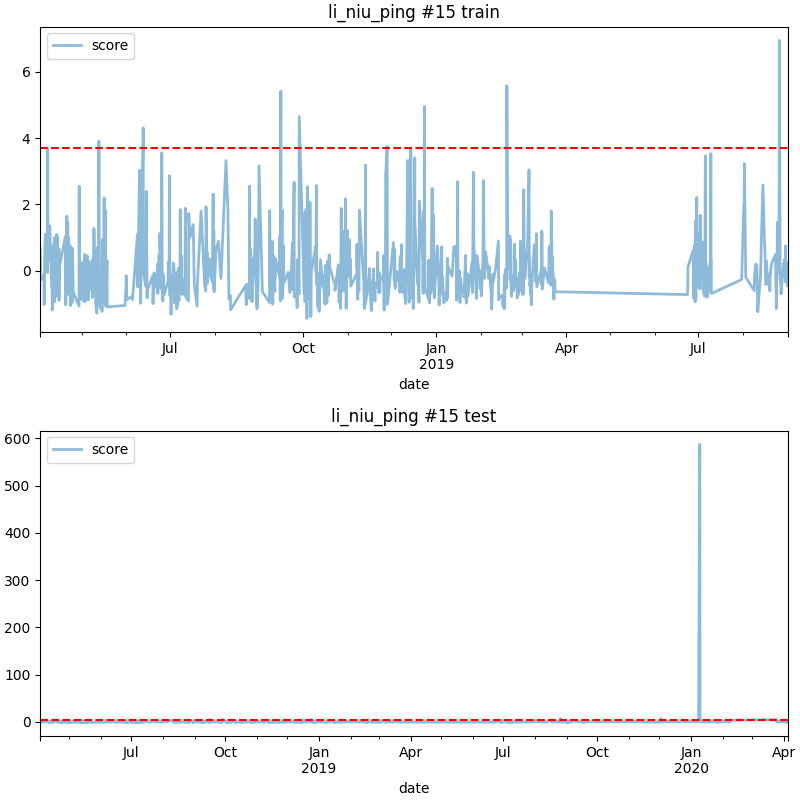 li_niu_ping #15 train
score
6
4
2
0
Jul
Oct
Jan
2019
Apr
Jul
date
li_niu_ping #15 test
score
600
500
400
300
200
100
0
Jul
Oct
Jan
2019
Apr
Jul
Oct
Jan
2020
Apr
date